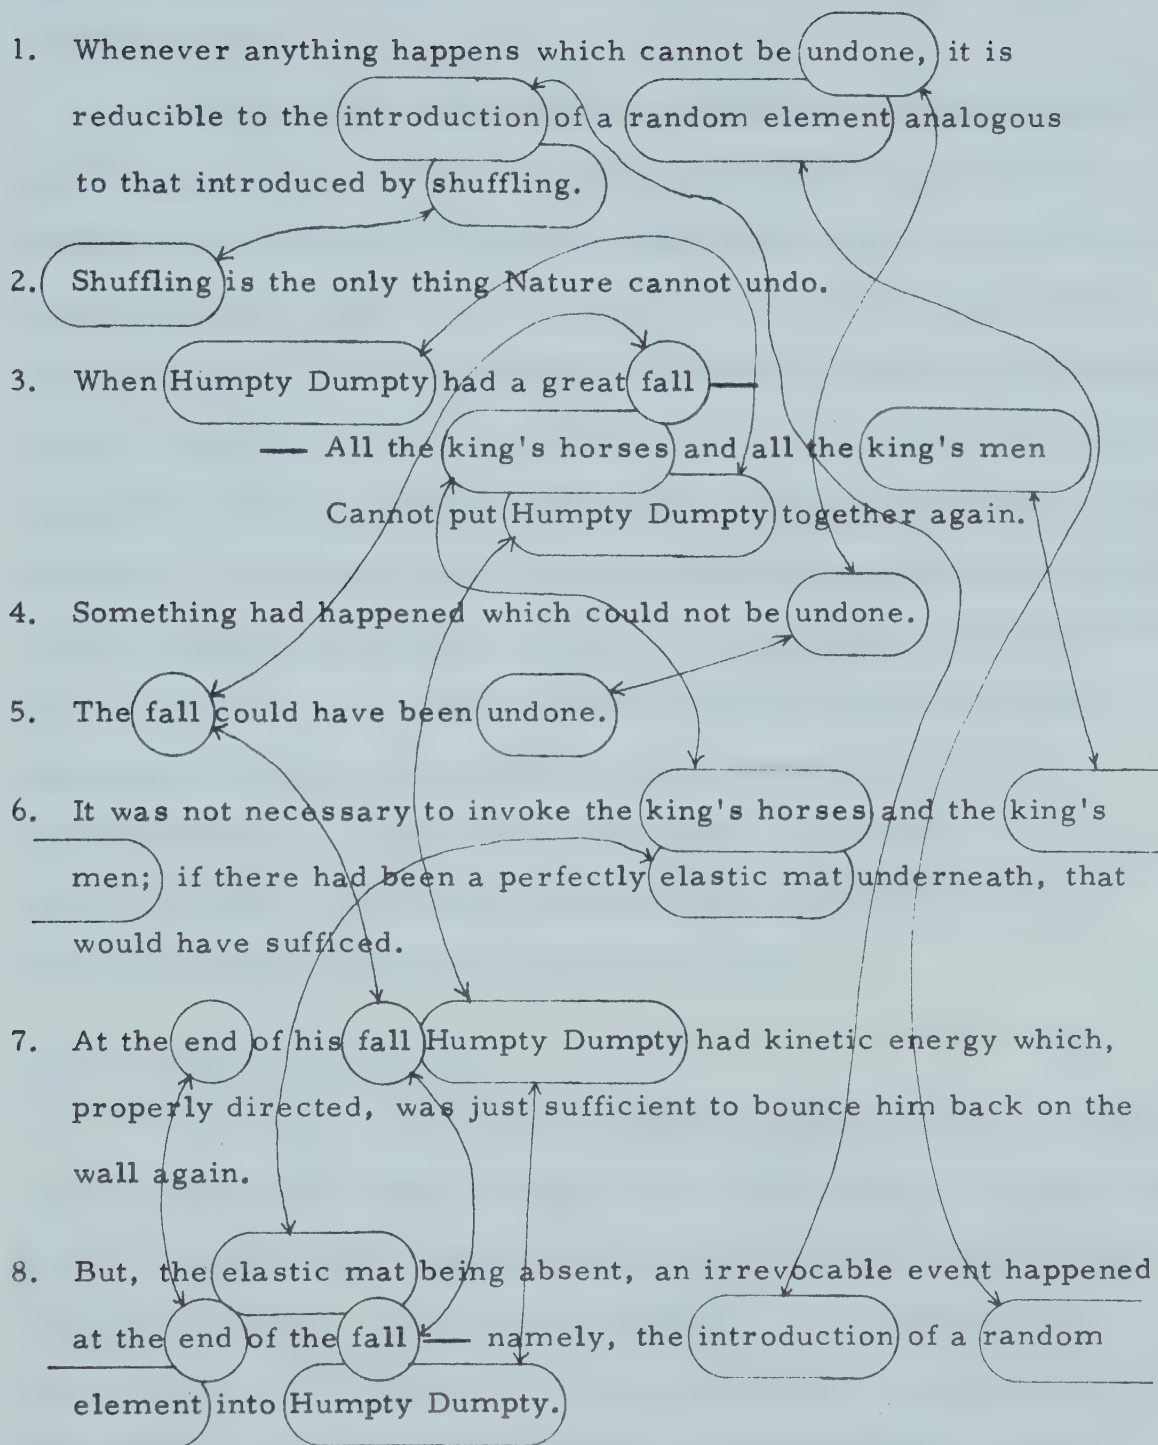 1. Whenever anything happens which cannot be undone, it is
reducible to the introduction of a random element analogous
to that introduced by shuffling.
2. Shuffling is the only thing Nature cannot undo.
3. When Humpty Dumpty had a great fall —
— All the king's horses and all the king's men
Cannot put Humpty Dumpty together again.
4. Something had happened which could not be undone.
5. The fall could have been undone.
6. It was not necessary to invoke the king's horses and the king's
men; if there had been a perfectly elastic mat underneath, that
would have sufficed.
7. At the end of his fall Humpty Dumpty had kinetic energy which,
properly directed, was just sufficient to bounce him back on the
wall again.
8. But, the elastic mat being absent, an irrevocable event happened
at the end of the fall — namely, the introduction of a random
element into Humpty Dumpty.